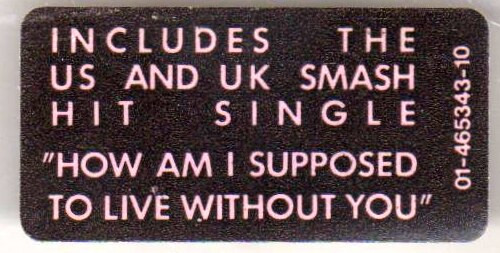 INCLUDES THE
US AND UK SMASH
HIT SINGLE
"HOW AM I SUPPOSED
TO LIVE WITHOUT YOU"
01-465343-10